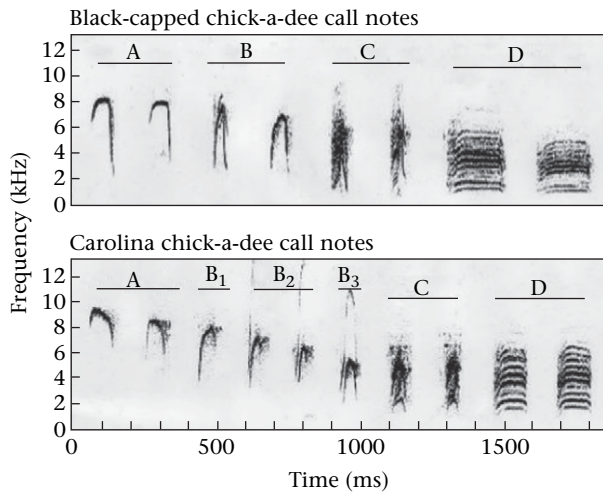 Black-capped chick-a-dee call notes
A B C D
12
10
8
6
4
2
0
Frequency (kHz)
Carolina chick-a-dee call notes
A B₁ B₂ B₃ C D
12
10
8
6
4
2
0
0 500 1000 1500
Time (ms)